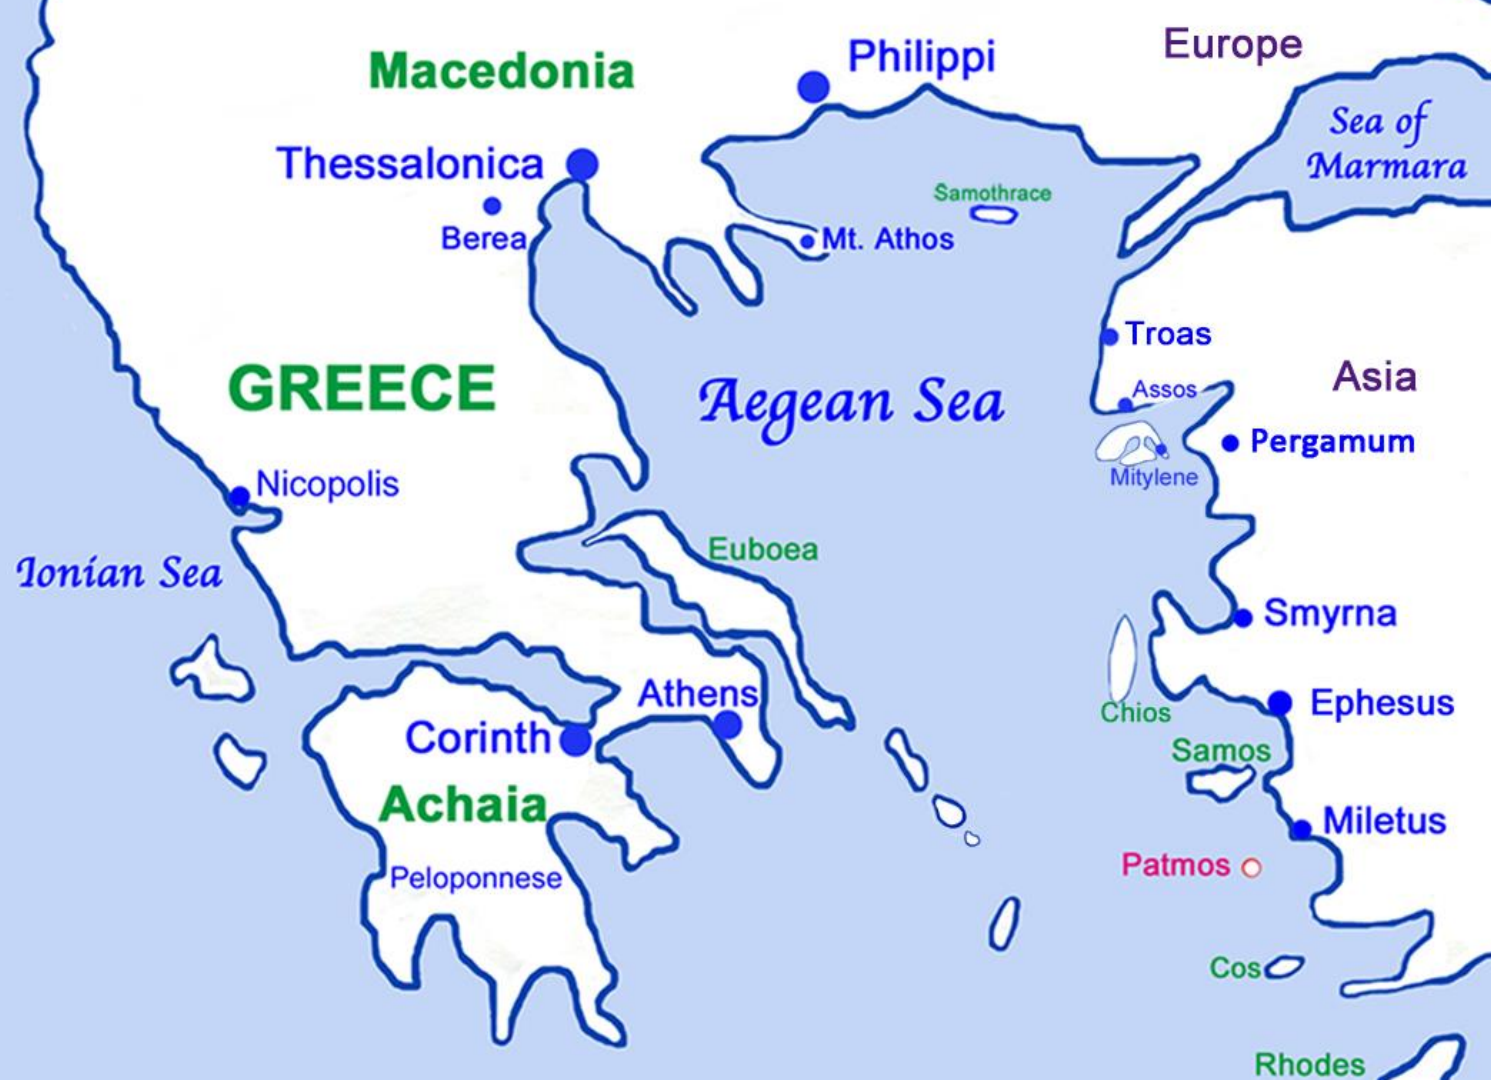 Europe
Philippi
Macedonia
Sea of
Marmara
Thessalonica
Samothrace
Berea
Mt. Athos
Troas
Asia
GREECE
Aegean Sea
Assos
Pergamum
Mitylene
Nicopolis
Euboea
Ionian Sea
Smyrna
Athens
Ephesus
Chios
Corinth
Samos
Achaia
Miletus
Patmos
Peloponnese
Cos
Rhodes